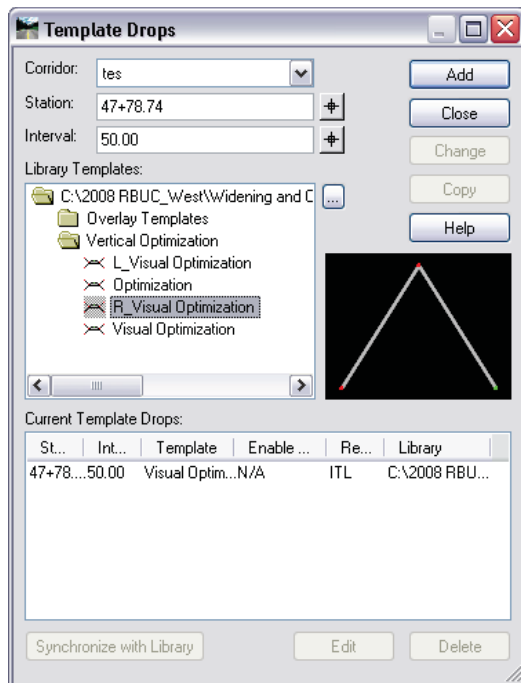 Template Drops
Corridor: tes
Add
Station: 47+78.74
Close
Interval: 50.00
Change
Library Templates:
Copy
C:\2008 RBUC_West\Widening and C
...
Overlay Templates
Help
Vertical Optimization
L_Visual Optimization
Optimization
R_Visual Optimization
Visual Optimization
Current Template Drops:
St... Int... Template Enable ... Re... Library
47+78....50.00 Visual Optim...N/A ITL C:\2008 RBU...
Synchronize with Library Edit Delete